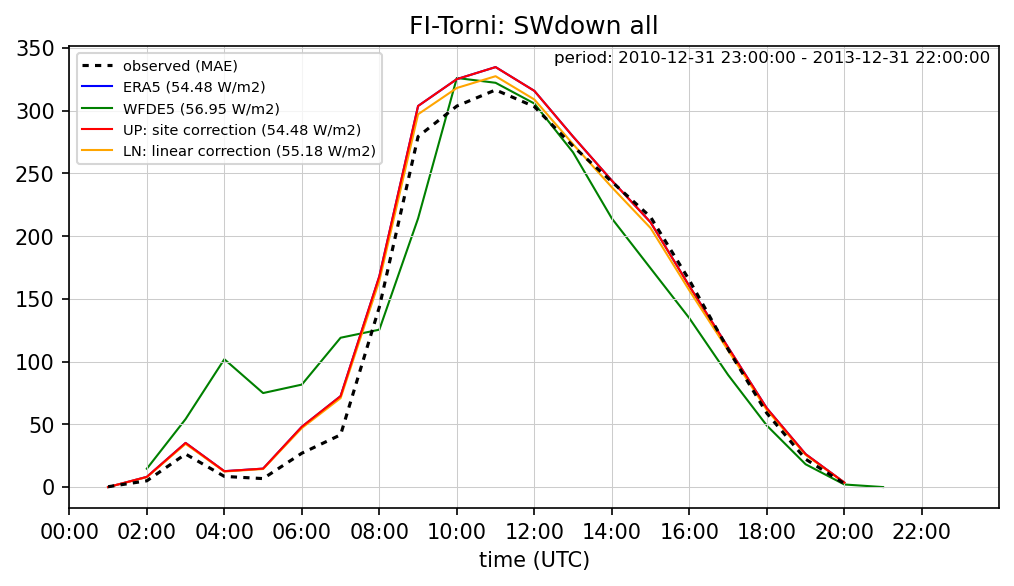 FI-Torni: SWdown all
period: 2010-12-31 23:00:00 - 2013-12-31 22:00:00
observed (MAE)
ERA5 (54.48 W/m2)
WFDE5 (56.95 W/m2)
UP: site correction (54.48 W/m2)
LN: linear correction (55.18 W/m2)
350
300
250
200
150
100
50
0
00:00 02:00 04:00 06:00 08:00 10:00 12:00 14:00 16:00 18:00 20:00 22:00
time (UTC)